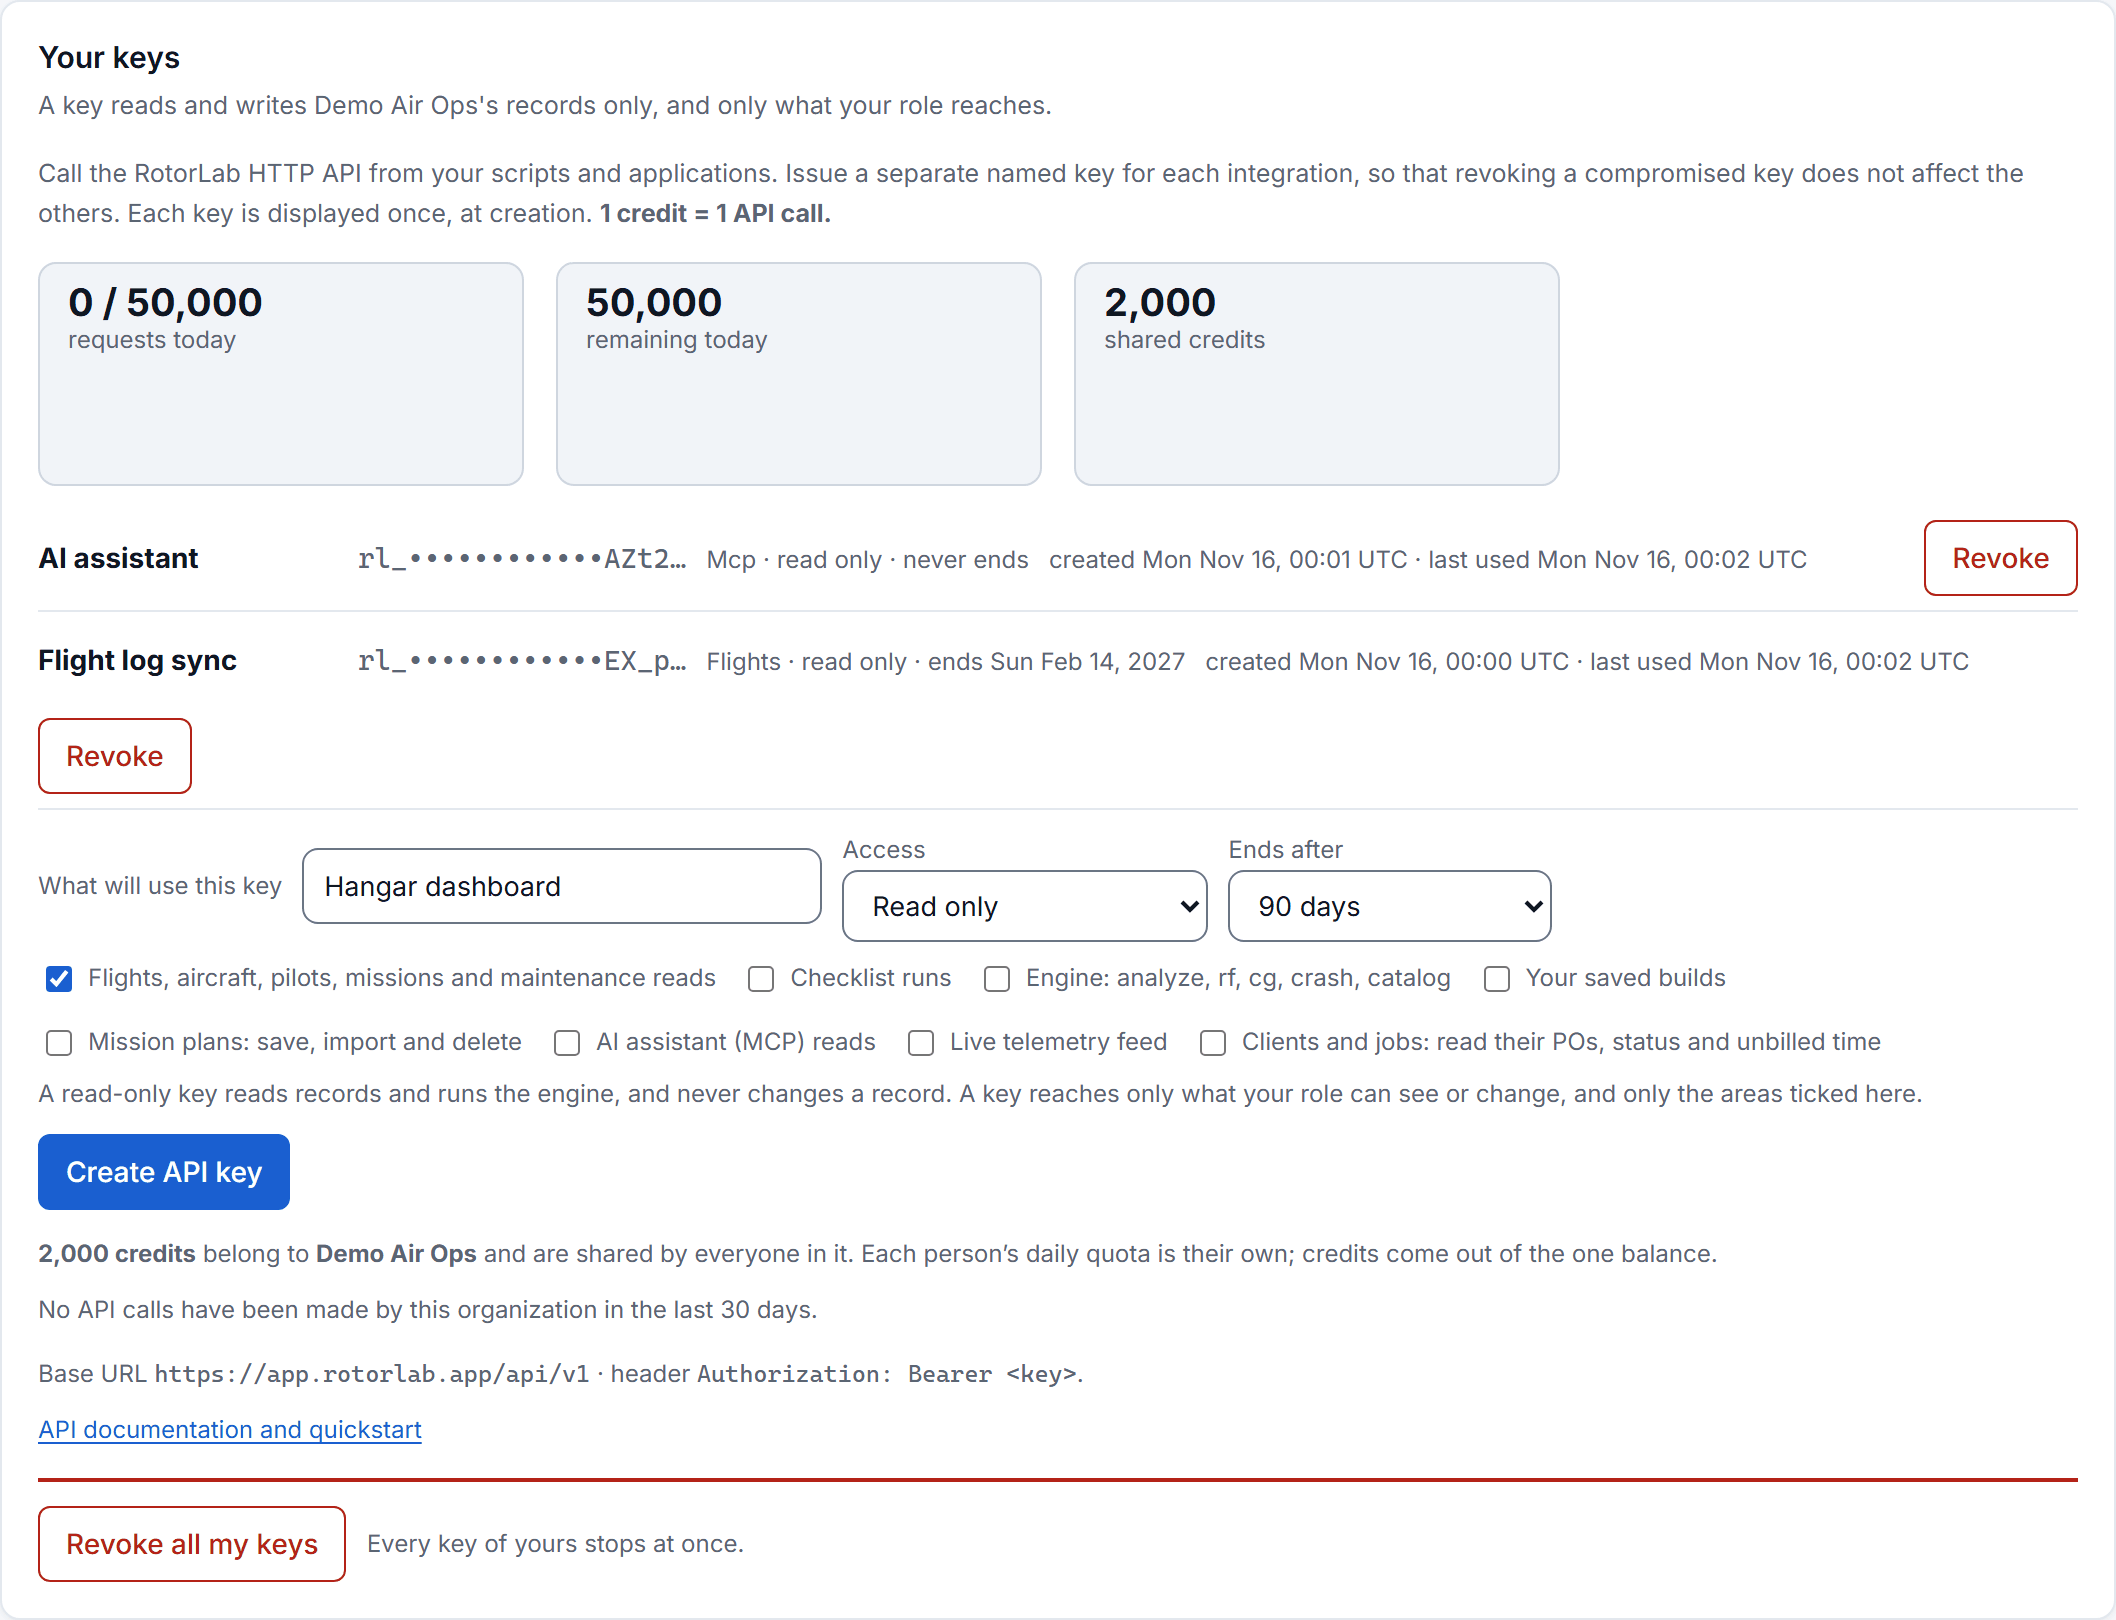 Your keys
A key reads and writes Demo Air Ops's records only, and only what your role reaches.
Call the RotorLab HTTP API from your scripts and applications. Issue a separate named key for each integration, so that revoking a compromised key does not affect the
others. Each key is displayed once, at creation. 1 credit = 1 API call.
0 / 50,000
requests today
50,000
remaining today
2,000
shared credits
AI assistant rl_••••••••••••AZt2… Mcp · read only · never ends created Mon Nov 16, 00:01 UTC · last used Mon Nov 16, 00:02 UTC Revoke
Flight log sync rl_••••••••••••EX_p… Flights · read only · ends Sun Feb 14, 2027 created Mon Nov 16, 00:00 UTC · last used Mon Nov 16, 00:02 UTC
Revoke
Access Ends after
What will use this key Hangar dashboard Read only 90 days
Flights, aircraft, pilots, missions and maintenance reads Checklist runs Engine: analyze, rf, cg, crash, catalog Your saved builds
Mission plans: save, import and delete AI assistant (MCP) reads Live telemetry feed Clients and jobs: read their POs, status and unbilled time
A read-only key reads records and runs the engine, and never changes a record. A key reaches only what your role can see or change, and only the areas ticked here.
Create API key
2,000 credits belong to Demo Air Ops and are shared by everyone in it. Each person’s daily quota is their own; credits come out of the one balance.
No API calls have been made by this organization in the last 30 days.
Base URL https://app.rotorlab.app/api/v1 · header Authorization: Bearer <key>.
API documentation and quickstart
Revoke all my keys Every key of yours stops at once.